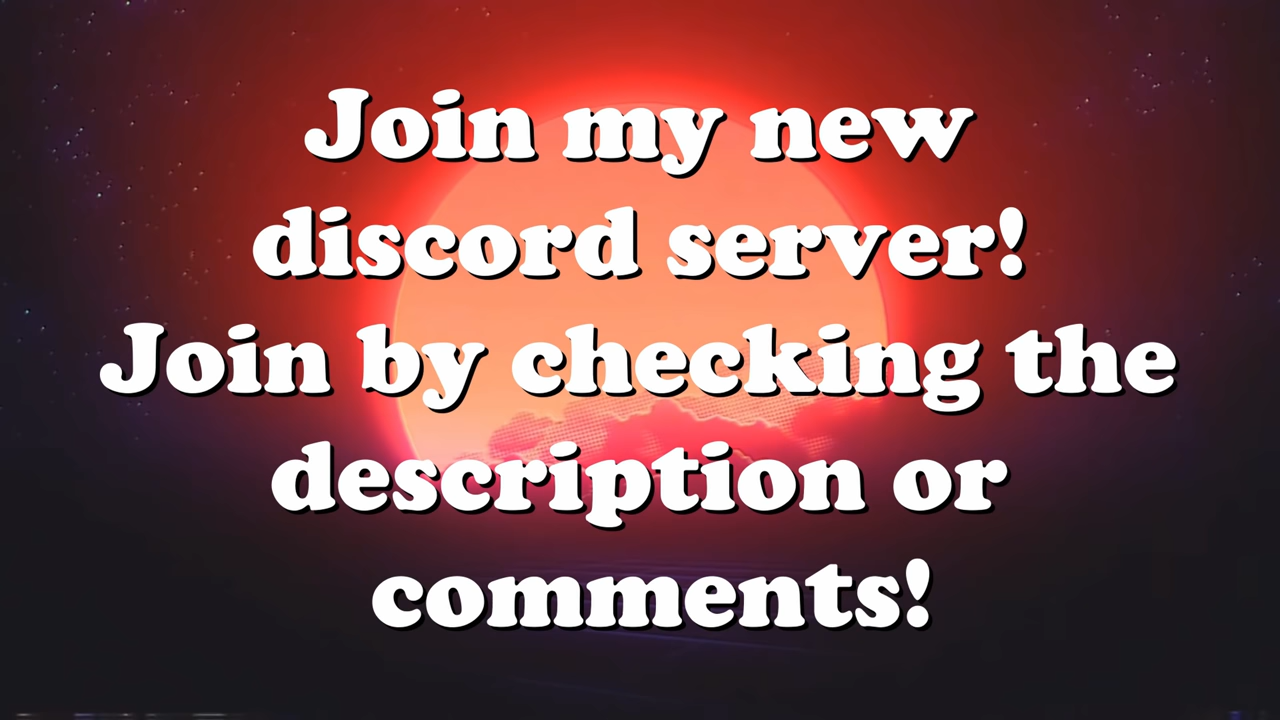 Join my new
discord server!
Join by checking the
description or
comments!